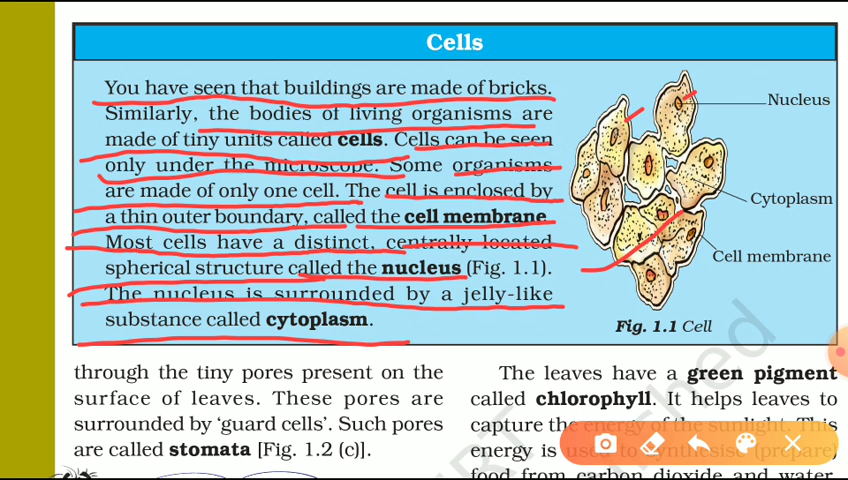 Cells
You have seen that buildings are made of bricks.
Similarly, the bodies of living organisms are
made of tiny units called cells. Cells can be seen
only under the microscope. Some organisms
are made of only one cell. The cell is enclosed by
a thin outer boundary, called the cell membrane.
Most cells have a distinct, centrally located
spherical structure called the nucleus (Fig. 1.1).
The nucleus is surrounded by a jelly-like
substance called cytoplasm.
Nucleus
Cytoplasm
Cell membrane
Fig. 1.1 Cell
through the tiny pores present on the
surface of leaves. These pores are
surrounded by ‘guard cells’. Such pores
are called stomata [Fig. 1.2 (c)].
The leaves have a green pigment
called chlorophyll. It helps leaves to
capture the energy of the sunlight. This
energy is used to synthesise (prepare)
food from carbon dioxide and water.